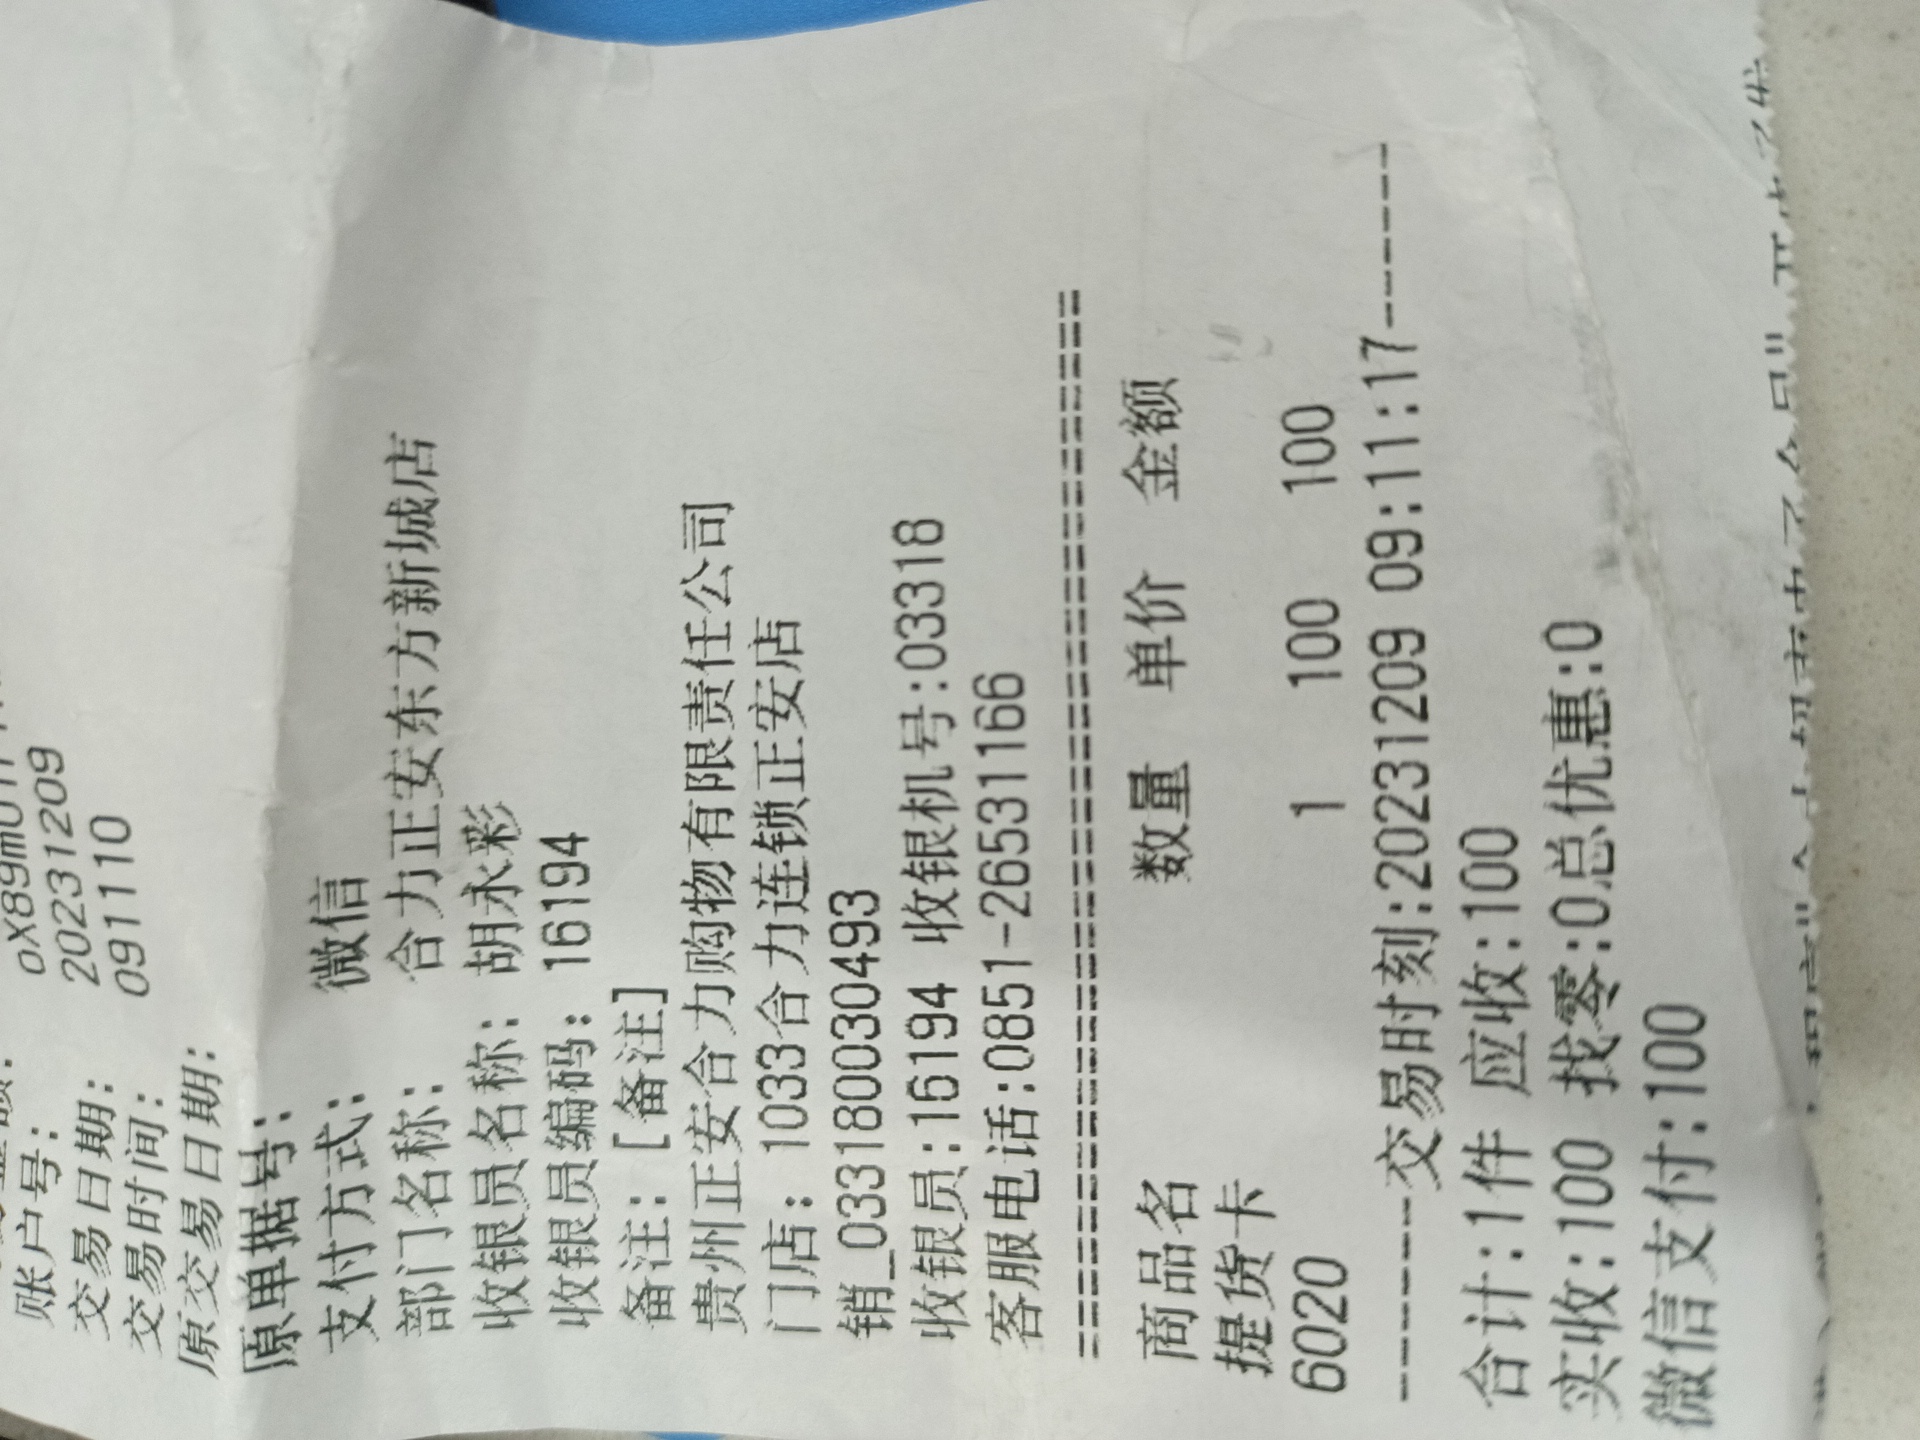 账户号：
交易日期： 20231209
交易时间： 091110
原交易日期：
原单据号：
支付方式： 微信
部门名称： 合力正安东方新城店
收银员名称： 胡永彩
收银员编码： 16194
备注： [备注]
贵州正安合力购物有限责任公司
门店： 1033合力连锁正安店
销_033180030493
收银员:16194 收银机号:03318
客服电话:0851-26531166
==============================
商品名 数量 单价 金额
提货卡
6020 1 100 100
--------交易时刻:20231209 09:11:17--------
合计:1件 应收:100
实收:100 找零:0总优惠:0
微信支付:100